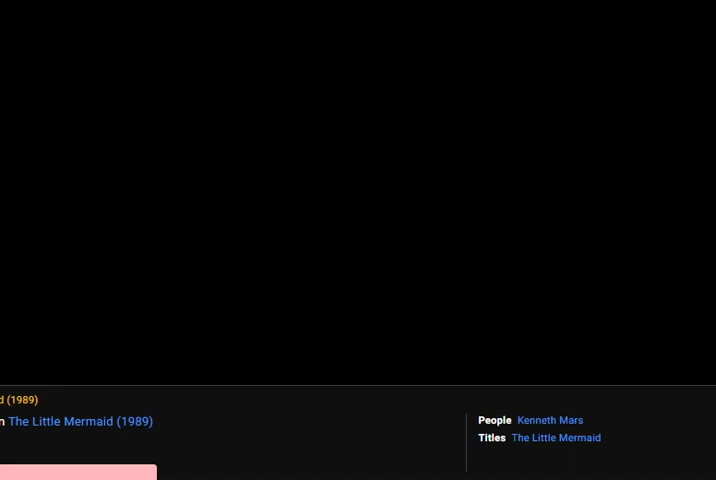 d (1989)
n The Little Mermaid (1989)
People Kenneth Mars
Titles The Little Mermaid